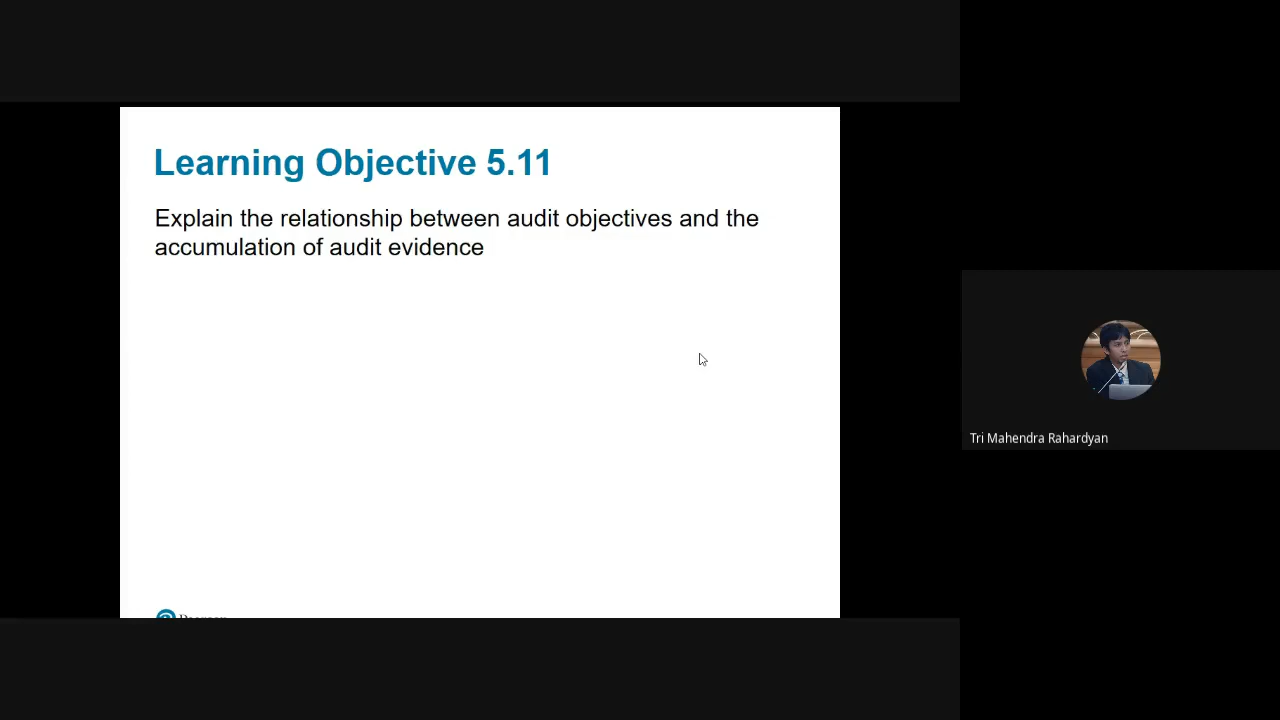 Learning Objective 5.11
Explain the relationship between audit objectives and the
accumulation of audit evidence
Tri Mahendra Rahardyan